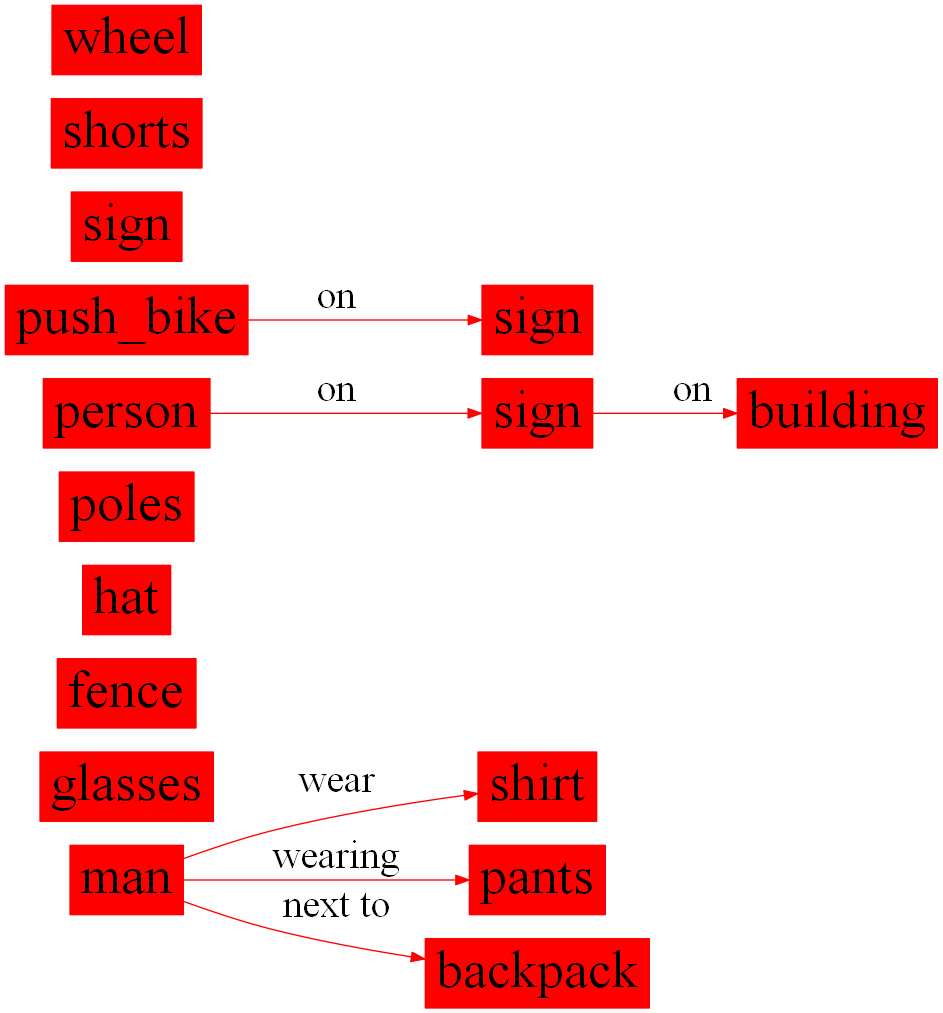 wheel
shorts
sign
push_bike on sign
person on sign on building
poles
hat
fence
glasses
wear shirt
man wearing pants
next to backpack